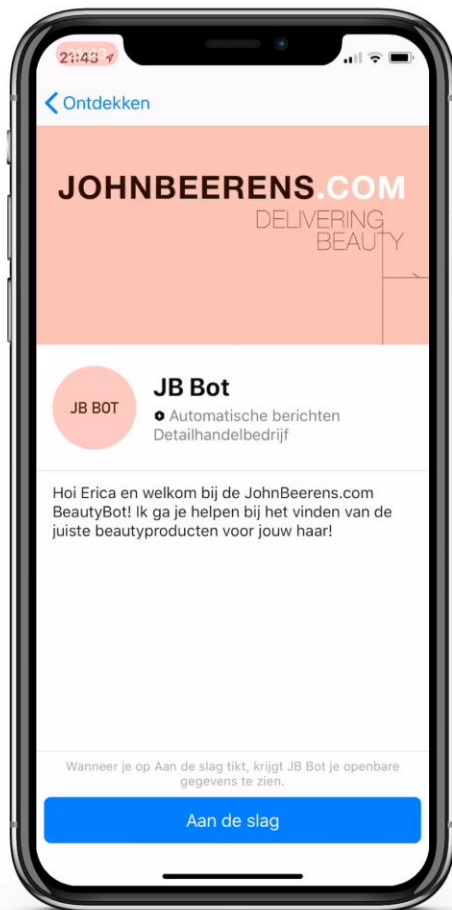 21:43
Ontdekken
JOHNBEERENS.COM
DELIVERING
BEAUTY
JB BOT
JB Bot
Automatische berichten
Detailhandelbedrijf
Hoi Erica en welkom bij de JohnBeerens.com
BeautyBot! Ik ga je helpen bij het vinden van de
juiste beautyproducten voor jouw haar!
Wanneer je op Aan de slag tikt, krijgt JB Bot je openbare
gegevens te zien.
Aan de slag